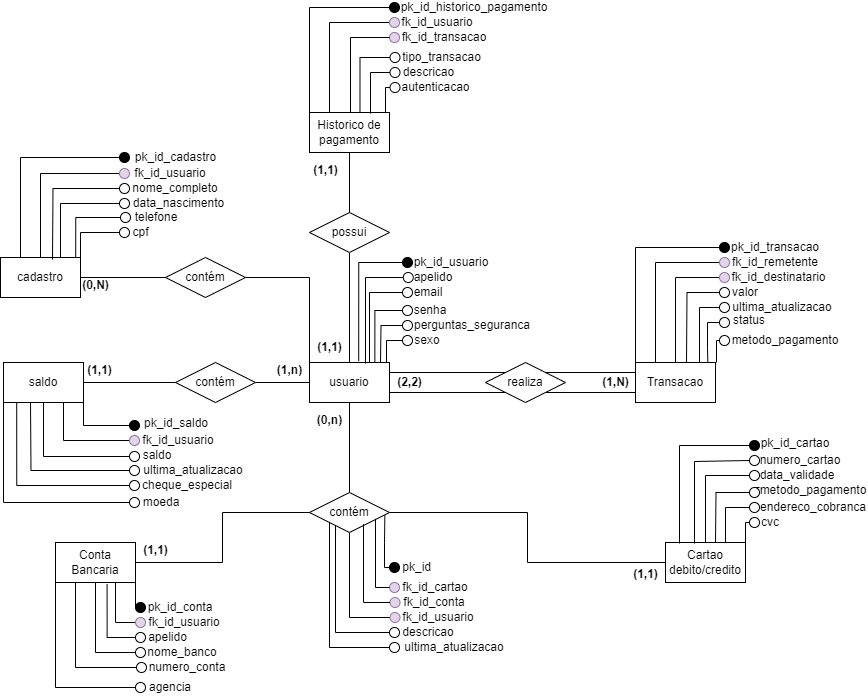 pk_id_historico_pagamento
fk_id_usuario
fk_id_transacao
tipo_transacao
descricao
autenticacao
Historico de
pagamento
(1,1)
possui
pk_id_cadastro
fk_id_usuario
nome_completo
data_nascimento
telefone
cpf
cadastro
(0,N)
contém
pk_id_usuario
apelido
email
senha
perguntas_seguranca
sexo
(1,1)
pk_id_transacao
fk_id_remetente
fk_id_destinatario
valor
ultima_atualizacao
status
metodo_pagamento
saldo
(1,1)
contém
(1,n)
usuario
(2,2)
realiza
(1,N)
Transacao
(0,n)
pk_id_saldo
fk_id_usuario
saldo
ultima_atualizacao
cheque_especial
moeda
pk_id_cartao
numero_cartao
data_validade
metodo_pagamento
endereco_cobranca
cvc
contém
Conta
Bancaria
(1,1)
Cartao
debito/credito
(1,1)
pk_id
fk_id_cartao
fk_id_conta
fk_id_usuario
descricao
ultima_atualizacao
pk_id_conta
fk_id_usuario
apelido
nome_banco
numero_conta
agencia